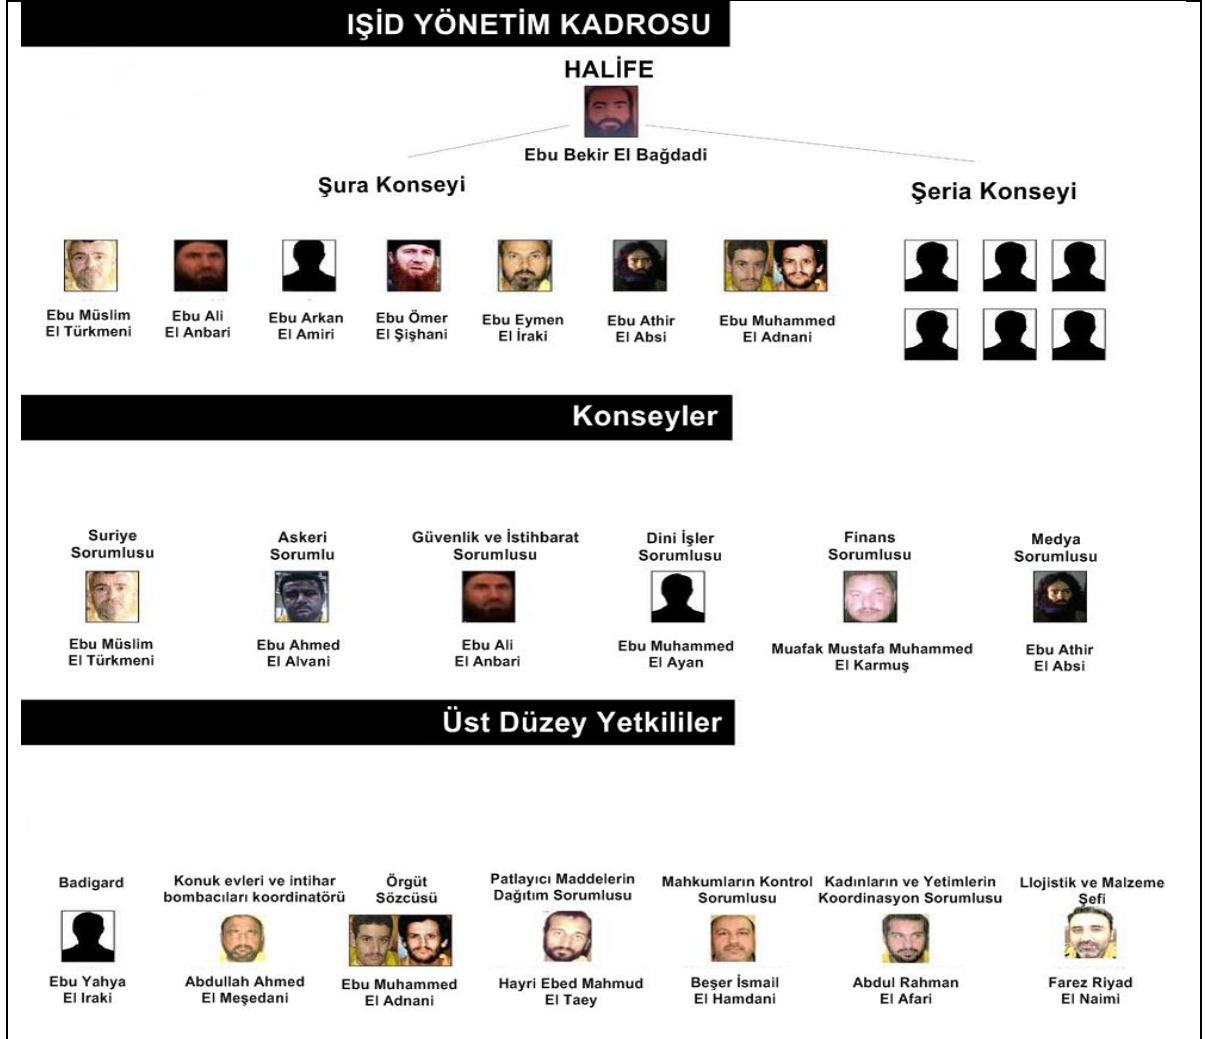 IŞİD YÖNETİM KADROSU
HALİFE
Ebu Bekir El Bağdadi
Şura Konseyi
Şeria Konseyi
Ebu Müslim
El Türkmeni
Ebu Ali
El Anbari
Ebu Arkan
El Amiri
Ebu Ömer
El Şişhani
Ebu Eymen
El İraki
Ebu Athir
El Absi
Ebu Muhammed
El Adnani
Konseyler
Suriye
Sorumlusu
Ebu Müslim
El Türkmeni
Askeri
Sorumlu
Ebu Ahmed
El Alvani
Güvenlik ve İstihbarat
Sorumlusu
Ebu Ali
El Anbari
Dini İşler
Sorumlusu
Ebu Muhammed
El Ayan
Finans
Sorumlusu
Muafak Mustafa Muhammed
El Karmuş
Medya
Sorumlusu
Ebu Athir
El Absi
Üst Düzey Yetkililer
Badigard
Ebu Yahya
El Iraki
Konuk evleri ve intihar
bombacıları koordinatörü
Abdullah Ahmed
El Meşedani
Örgüt
Sözcüsü
Ebu Muhammed
El Adnani
Patlayıcı Maddelerin
Dağıtım Sorumlusu
Hayri Ebed Mahmud
El Taey
Mahkumların Kontrol
Sorumlusu
Beşer İsmail
El Hamdani
Kadınların ve Yetimlerin
Koordinasyon Sorumlusu
Abdul Rahman
El Afari
Llojistik ve Malzeme
Şefi
Farez Riyad
El Naimi